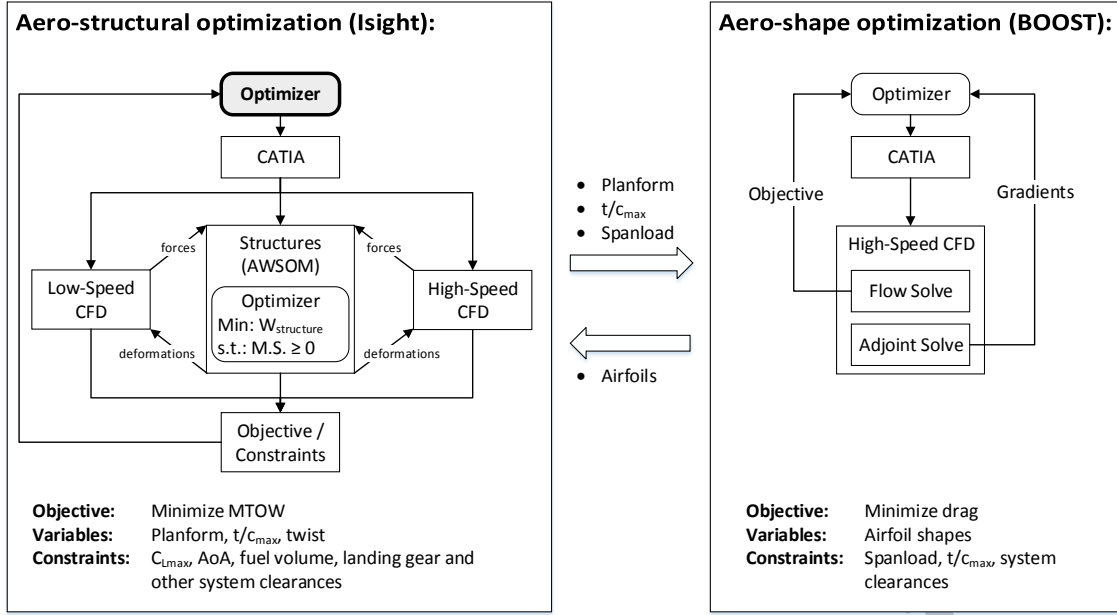 Aero-structural optimization (Isight):
Optimizer
CATIA
forces
Structures
(AWSOM)
forces
Low-Speed
CFD
High-Speed
CFD
Optimizer
Min: Wstructure
s.t.: M.S. ≥ 0
deformations
deformations
Objective /
Constraints
Objective: Minimize MTOW
Variables: Planform, t/cmax, twist
Constraints: CLmax, AoA, fuel volume, landing gear and
other system clearances
• Planform
• t/cmax
• Spanload
• Airfoils
Aero-shape optimization (BOOST):
Optimizer
CATIA
Objective
Gradients
High-Speed CFD
Flow Solve
Adjoint Solve
Objective: Minimize drag
Variables: Airfoil shapes
Constraints: Spanload, t/cmax, system
clearances